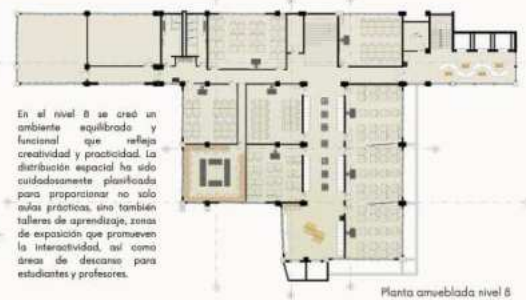 En el nivel 8 se creó un
ambiente equilibrado y
funcional que refleja
creatividad y practicidad. La
distribución espacial ha sido
cuidadosamente planificada
para proporcionar no solo
aulas prácticas, sino también
talleres de aprendizaje, zonas
de exposición que promueven
la interactividad, así como
áreas de descanso para
estudiantes y profesores.
Planta amueblada nivel 8